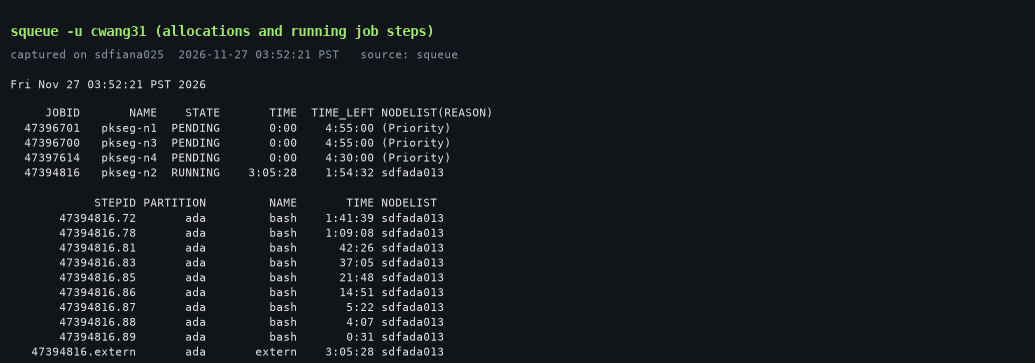 squeue -u cwang31 (allocations and running job steps)
captured on sdfiana025  2026-11-27 03:52:21 PST   source: squeue
Fri Nov 27 03:52:21 PST 2026
     JOBID       NAME    STATE       TIME  TIME_LEFT NODELIST(REASON)
  47396701   pkseg-n1  PENDING       0:00    4:55:00 (Priority)
  47396700   pkseg-n3  PENDING       0:00    4:55:00 (Priority)
  47397614   pkseg-n4  PENDING       0:00    4:30:00 (Priority)
  47394816   pkseg-n2  RUNNING    3:05:28    1:54:32 sdfada013
            STEPID PARTITION         NAME       TIME NODELIST
       47394816.72       ada         bash    1:41:39 sdfada013
       47394816.78       ada         bash    1:09:08 sdfada013
       47394816.81       ada         bash      42:26 sdfada013
       47394816.83       ada         bash      37:05 sdfada013
       47394816.85       ada         bash      21:48 sdfada013
       47394816.86       ada         bash      14:51 sdfada013
       47394816.87       ada         bash       5:22 sdfada013
       47394816.88       ada         bash       4:07 sdfada013
       47394816.89       ada         bash       0:31 sdfada013
   47394816.extern       ada       extern    3:05:28 sdfada013